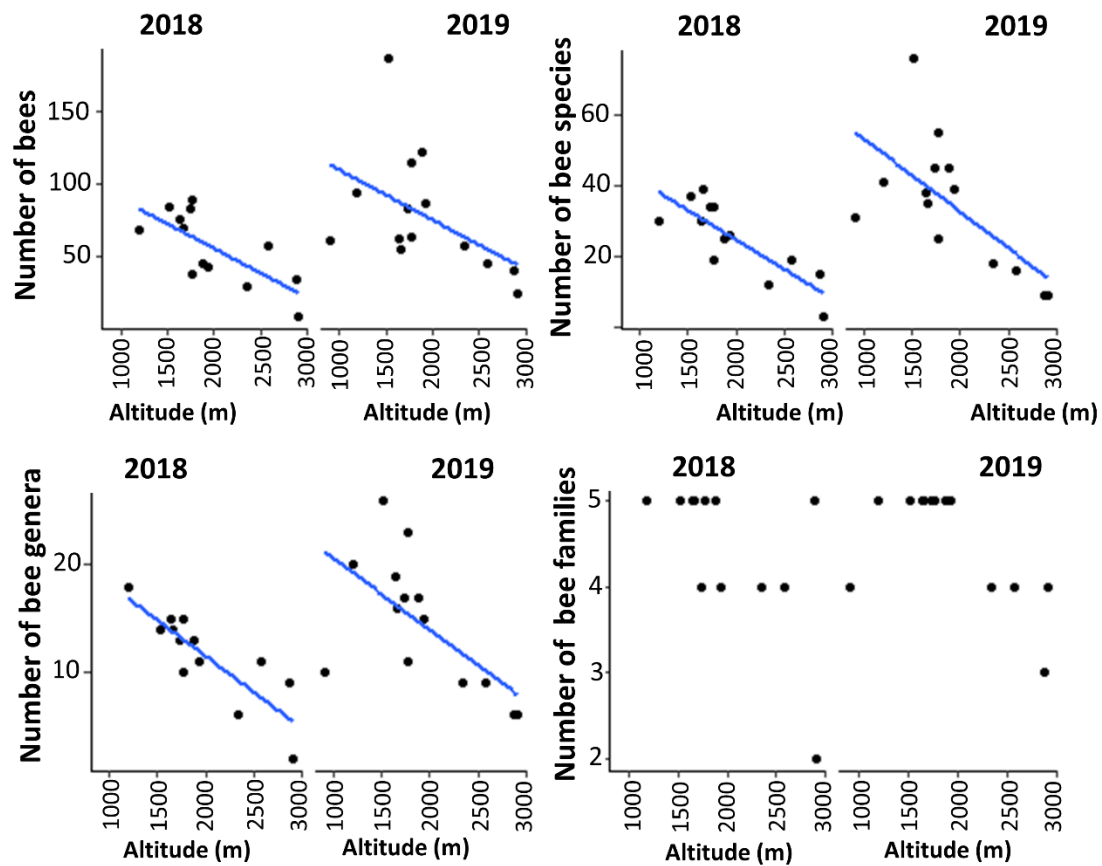 2018 2019
Number of bees
150
100
50
1000 1500 2000 2500 3000 1000 1500 2000 2500 3000
Altitude (m) Altitude (m)
2018 2019
Number of bee species
60
40
20
1000 1500 2000 2500 3000 1000 1500 2000 2500 3000
Altitude (m) Altitude (m)
2018 2019
Number of bee genera
20
10
1000 1500 2000 2500 3000 1000 1500 2000 2500 3000
Altitude (m) Altitude (m)
2018 2019
Number of bee families
5
4
3
2
1000 1500 2000 2500 3000 1000 1500 2000 2500 3000
Altitude (m) Altitude (m)